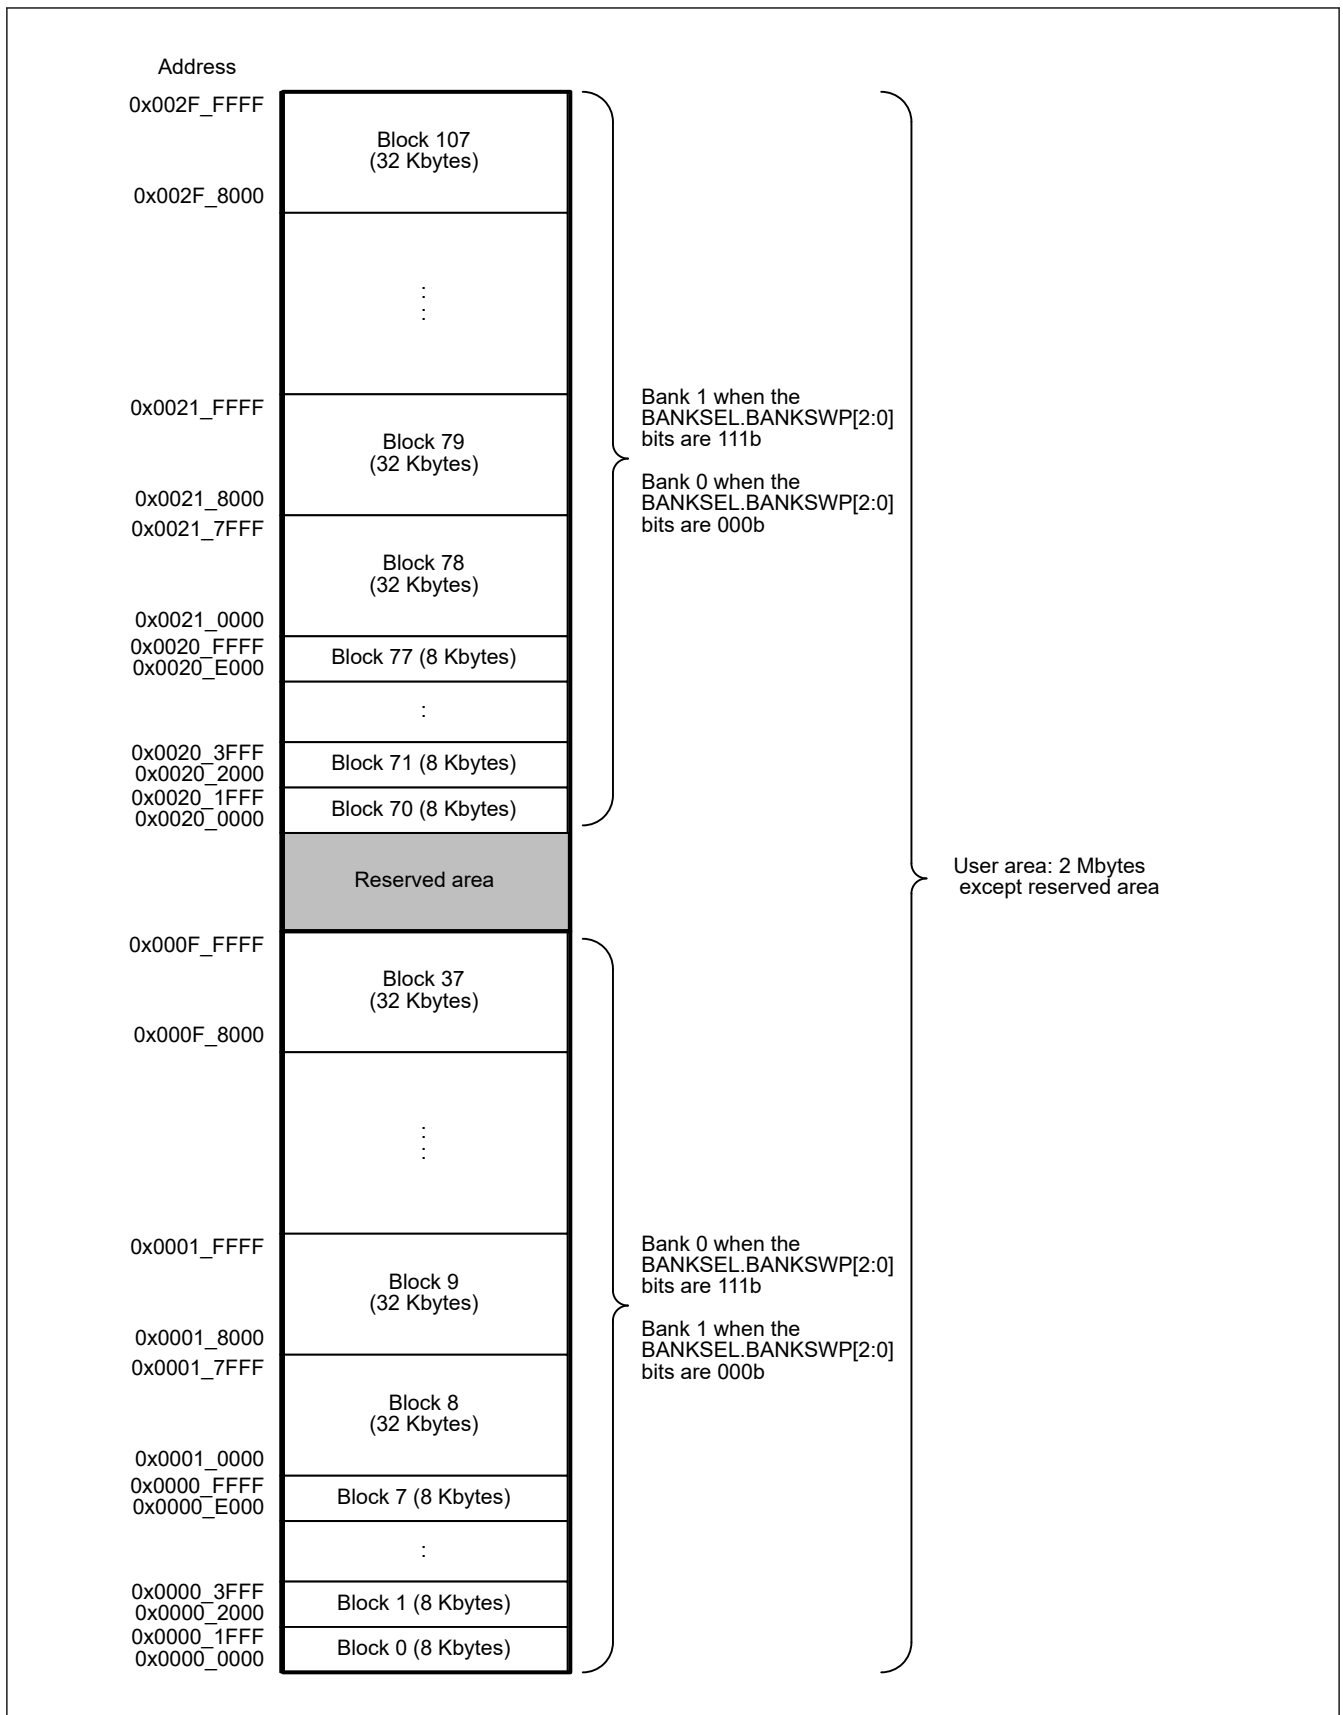 Address
0x002F_FFFF
Block 107
(32 Kbytes)
0x002F_8000
:
:
0x0021_FFFF
Block 79
(32 Kbytes)
0x0021_8000
0x0021_7FFF
Block 78
(32 Kbytes)
0x0021_0000
0x0020_FFFF
0x0020_E000
Block 77 (8 Kbytes)
:
0x0020_3FFF
0x0020_2000
Block 71 (8 Kbytes)
0x0020_1FFF
0x0020_0000
Block 70 (8 Kbytes)
Bank 1 when the
BANKSEL.BANKSWP[2:0]
bits are 111b
Bank 0 when the
BANKSEL.BANKSWP[2:0]
bits are 000b
Reserved area
User area: 2 Mbytes
except reserved area
0x000F_FFFF
Block 37
(32 Kbytes)
0x000F_8000
:
:
0x0001_FFFF
Block 9
(32 Kbytes)
0x0001_8000
0x0001_7FFF
Block 8
(32 Kbytes)
0x0001_0000
0x0000_FFFF
0x0000_E000
Block 7 (8 Kbytes)
:
0x0000_3FFF
0x0000_2000
Block 1 (8 Kbytes)
0x0000_1FFF
0x0000_0000
Block 0 (8 Kbytes)
Bank 0 when the
BANKSEL.BANKSWP[2:0]
bits are 111b
Bank 1 when the
BANKSEL.BANKSWP[2:0]
bits are 000b